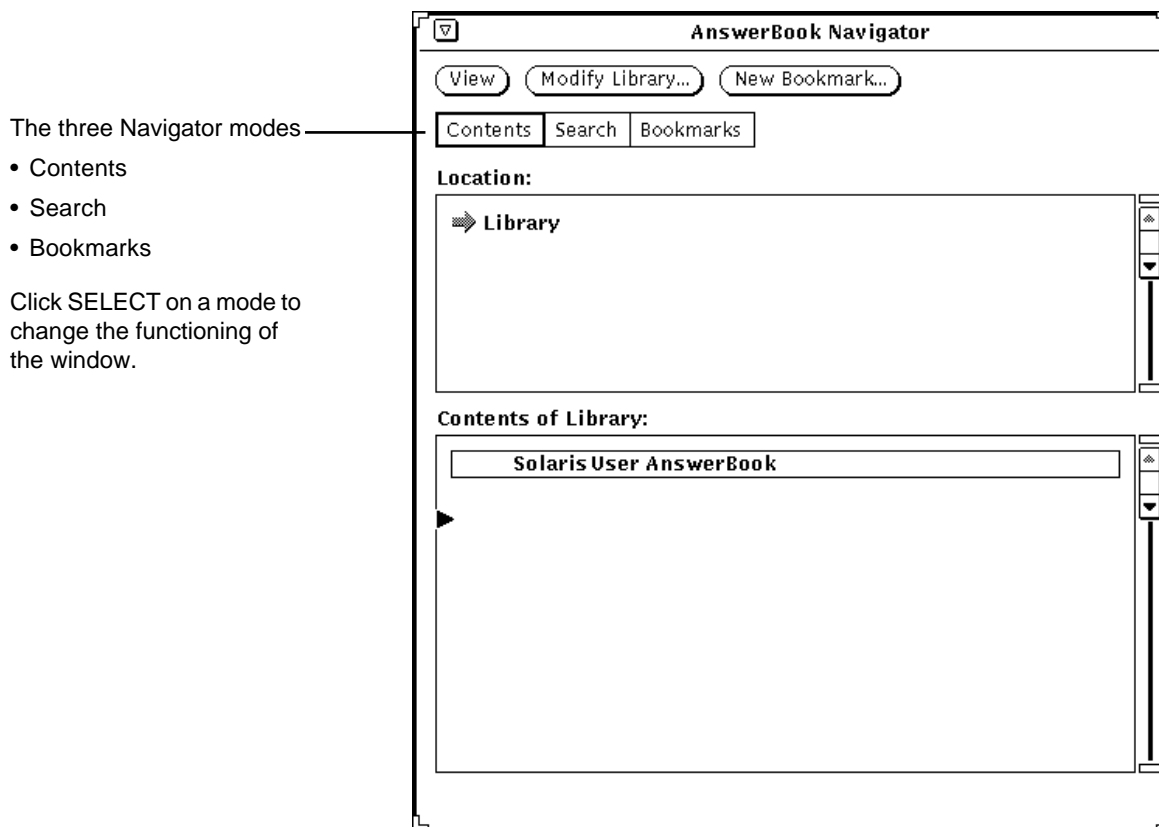 The three Navigator modes
• Contents
• Search
• Bookmarks
Click SELECT on a mode to
change the functioning of
the window.
AnswerBook Navigator
View Modify Library... New Bookmark...
Contents Search Bookmarks
Location:
Library
Contents of Library:
Solaris User AnswerBook